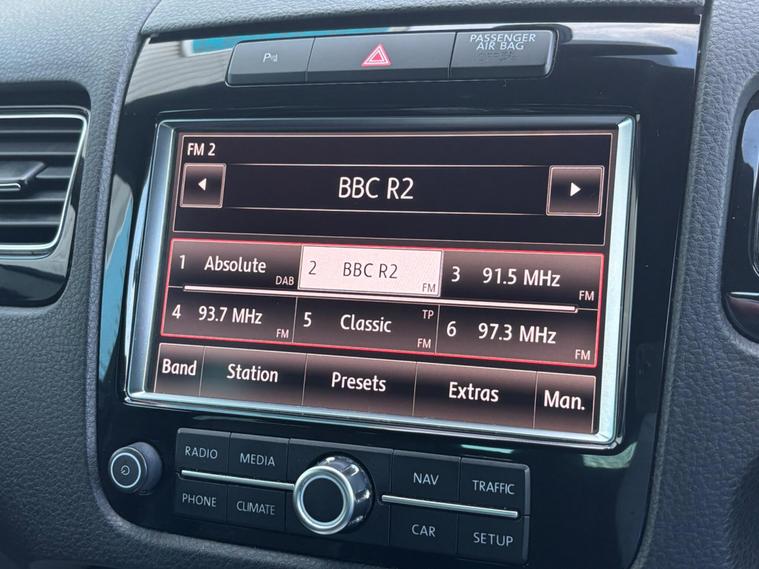 P
PASSENGER
AIR BAG
FM 2
BBC R2
1 Absolute DAB
2 BBC R2 FM
3 91.5 MHz FM
4 93.7 MHz FM
5 Classic TP FM
6 97.3 MHz FM
Band Station Presets Extras Man.
RADIO MEDIA NAV TRAFFIC
PHONE CLIMATE CAR SETUP